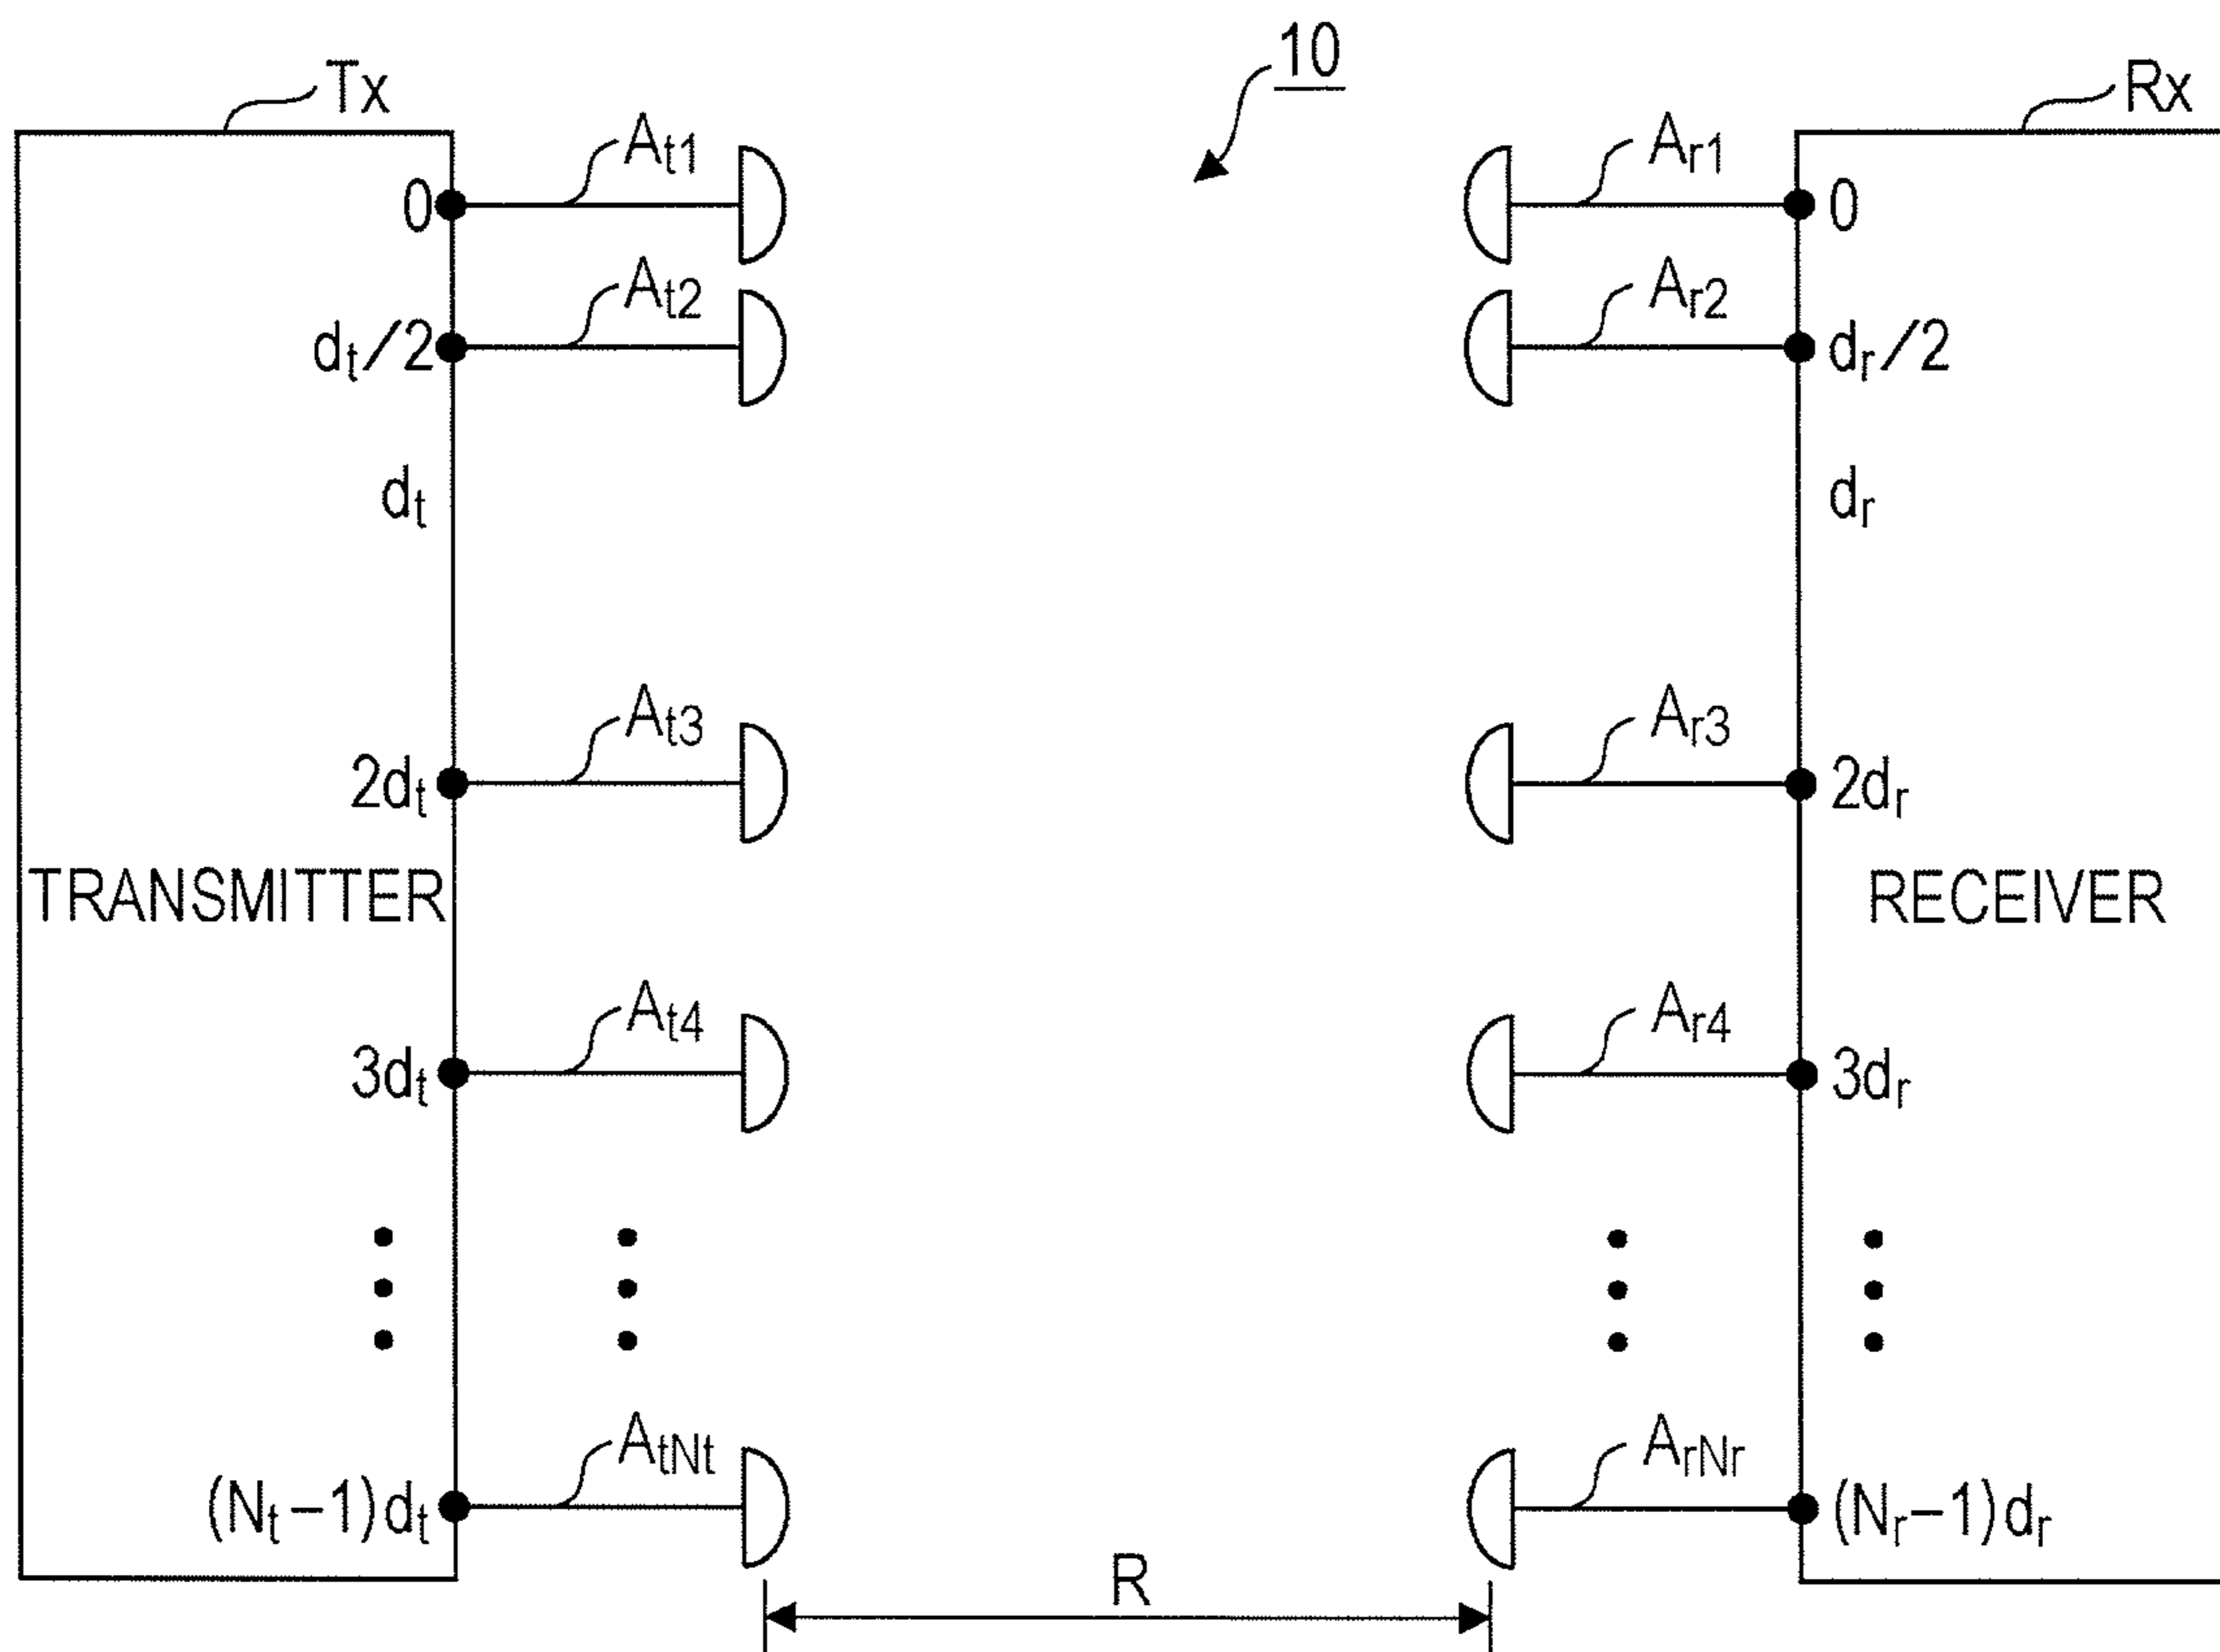 10
Tx
Rx
0
At1
Ar1
0
dt/2
At2
Ar2
dr/2
dt
dr
2dt
At3
Ar3
2dr
TRANSMITTER
RECEIVER
3dt
At4
Ar4
3dr
(Nt−1)dt
AtNt
ArNr
(Nr−1)dr
R